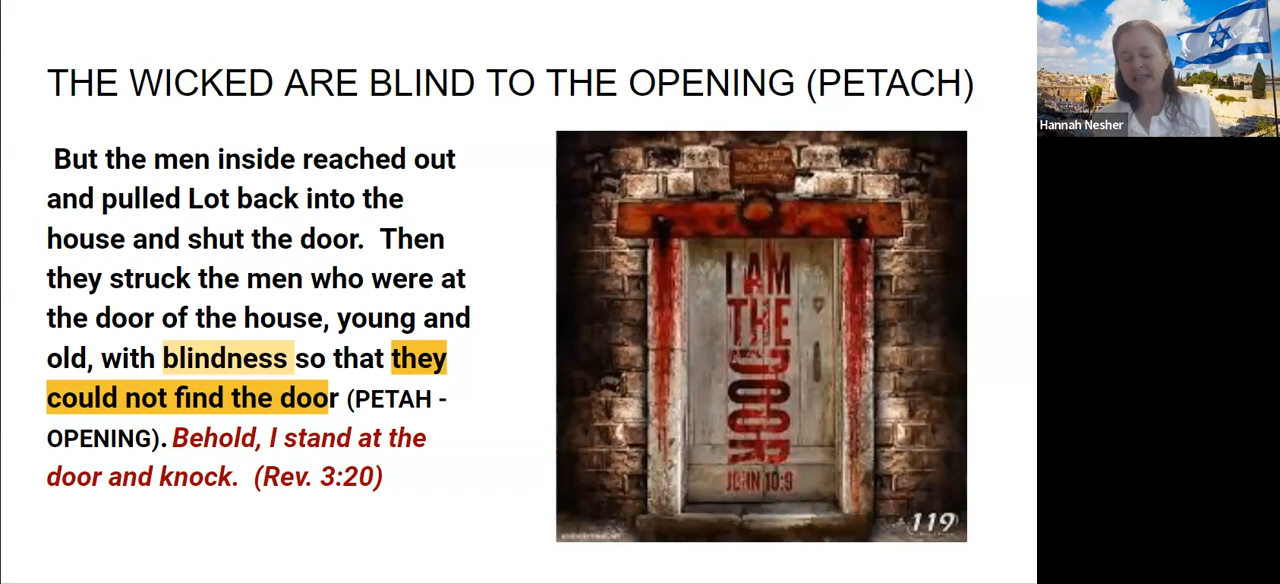 THE WICKED ARE BLIND TO THE OPENING (PETACH)
But the men inside reached out
and pulled Lot back into the
house and shut the door.  Then
they struck the men who were at
the door of the house, young and
old, with blindness so that they
could not find the door (PETAH -
OPENING). Behold, I stand at the
door and knock.  (Rev. 3:20)
I AM
THE
DOOR
JOHN 10:9
119
Hannah Nesher